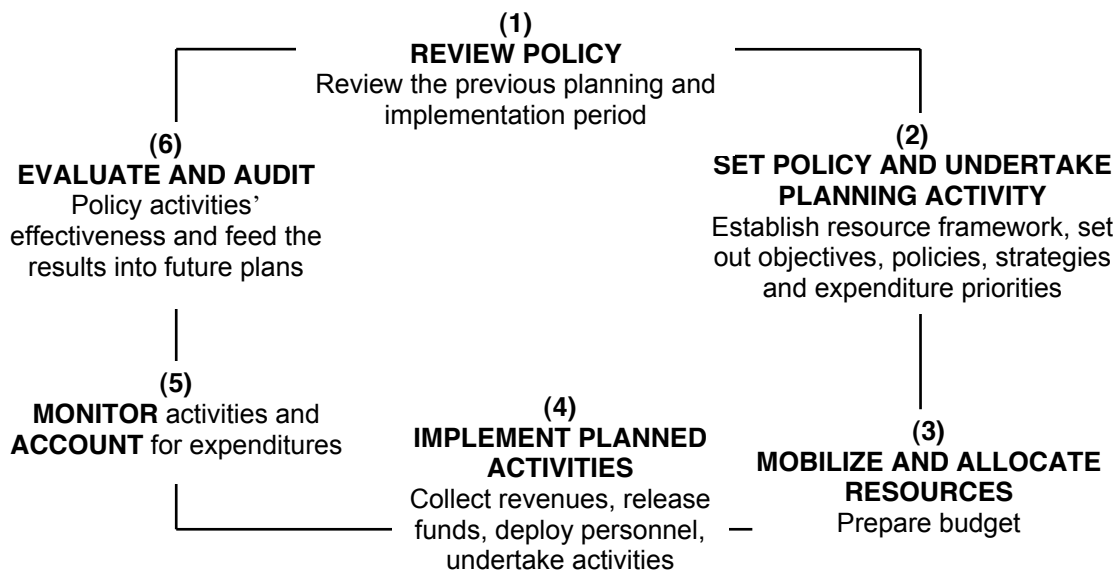 (1)
REVIEW POLICY
Review the previous planning and
implementation period
(2)
SET POLICY AND UNDERTAKE
PLANNING ACTIVITY
Establish resource framework, set
out objectives, policies, strategies
and expenditure priorities
(3)
MOBILIZE AND ALLOCATE
RESOURCES
Prepare budget
(4)
IMPLEMENT PLANNED
ACTIVITIES
Collect revenues, release
funds, deploy personnel,
undertake activities
(5)
MONITOR activities and
ACCOUNT for expenditures
(6)
EVALUATE AND AUDIT
Policy activities’
effectiveness and feed the
results into future plans